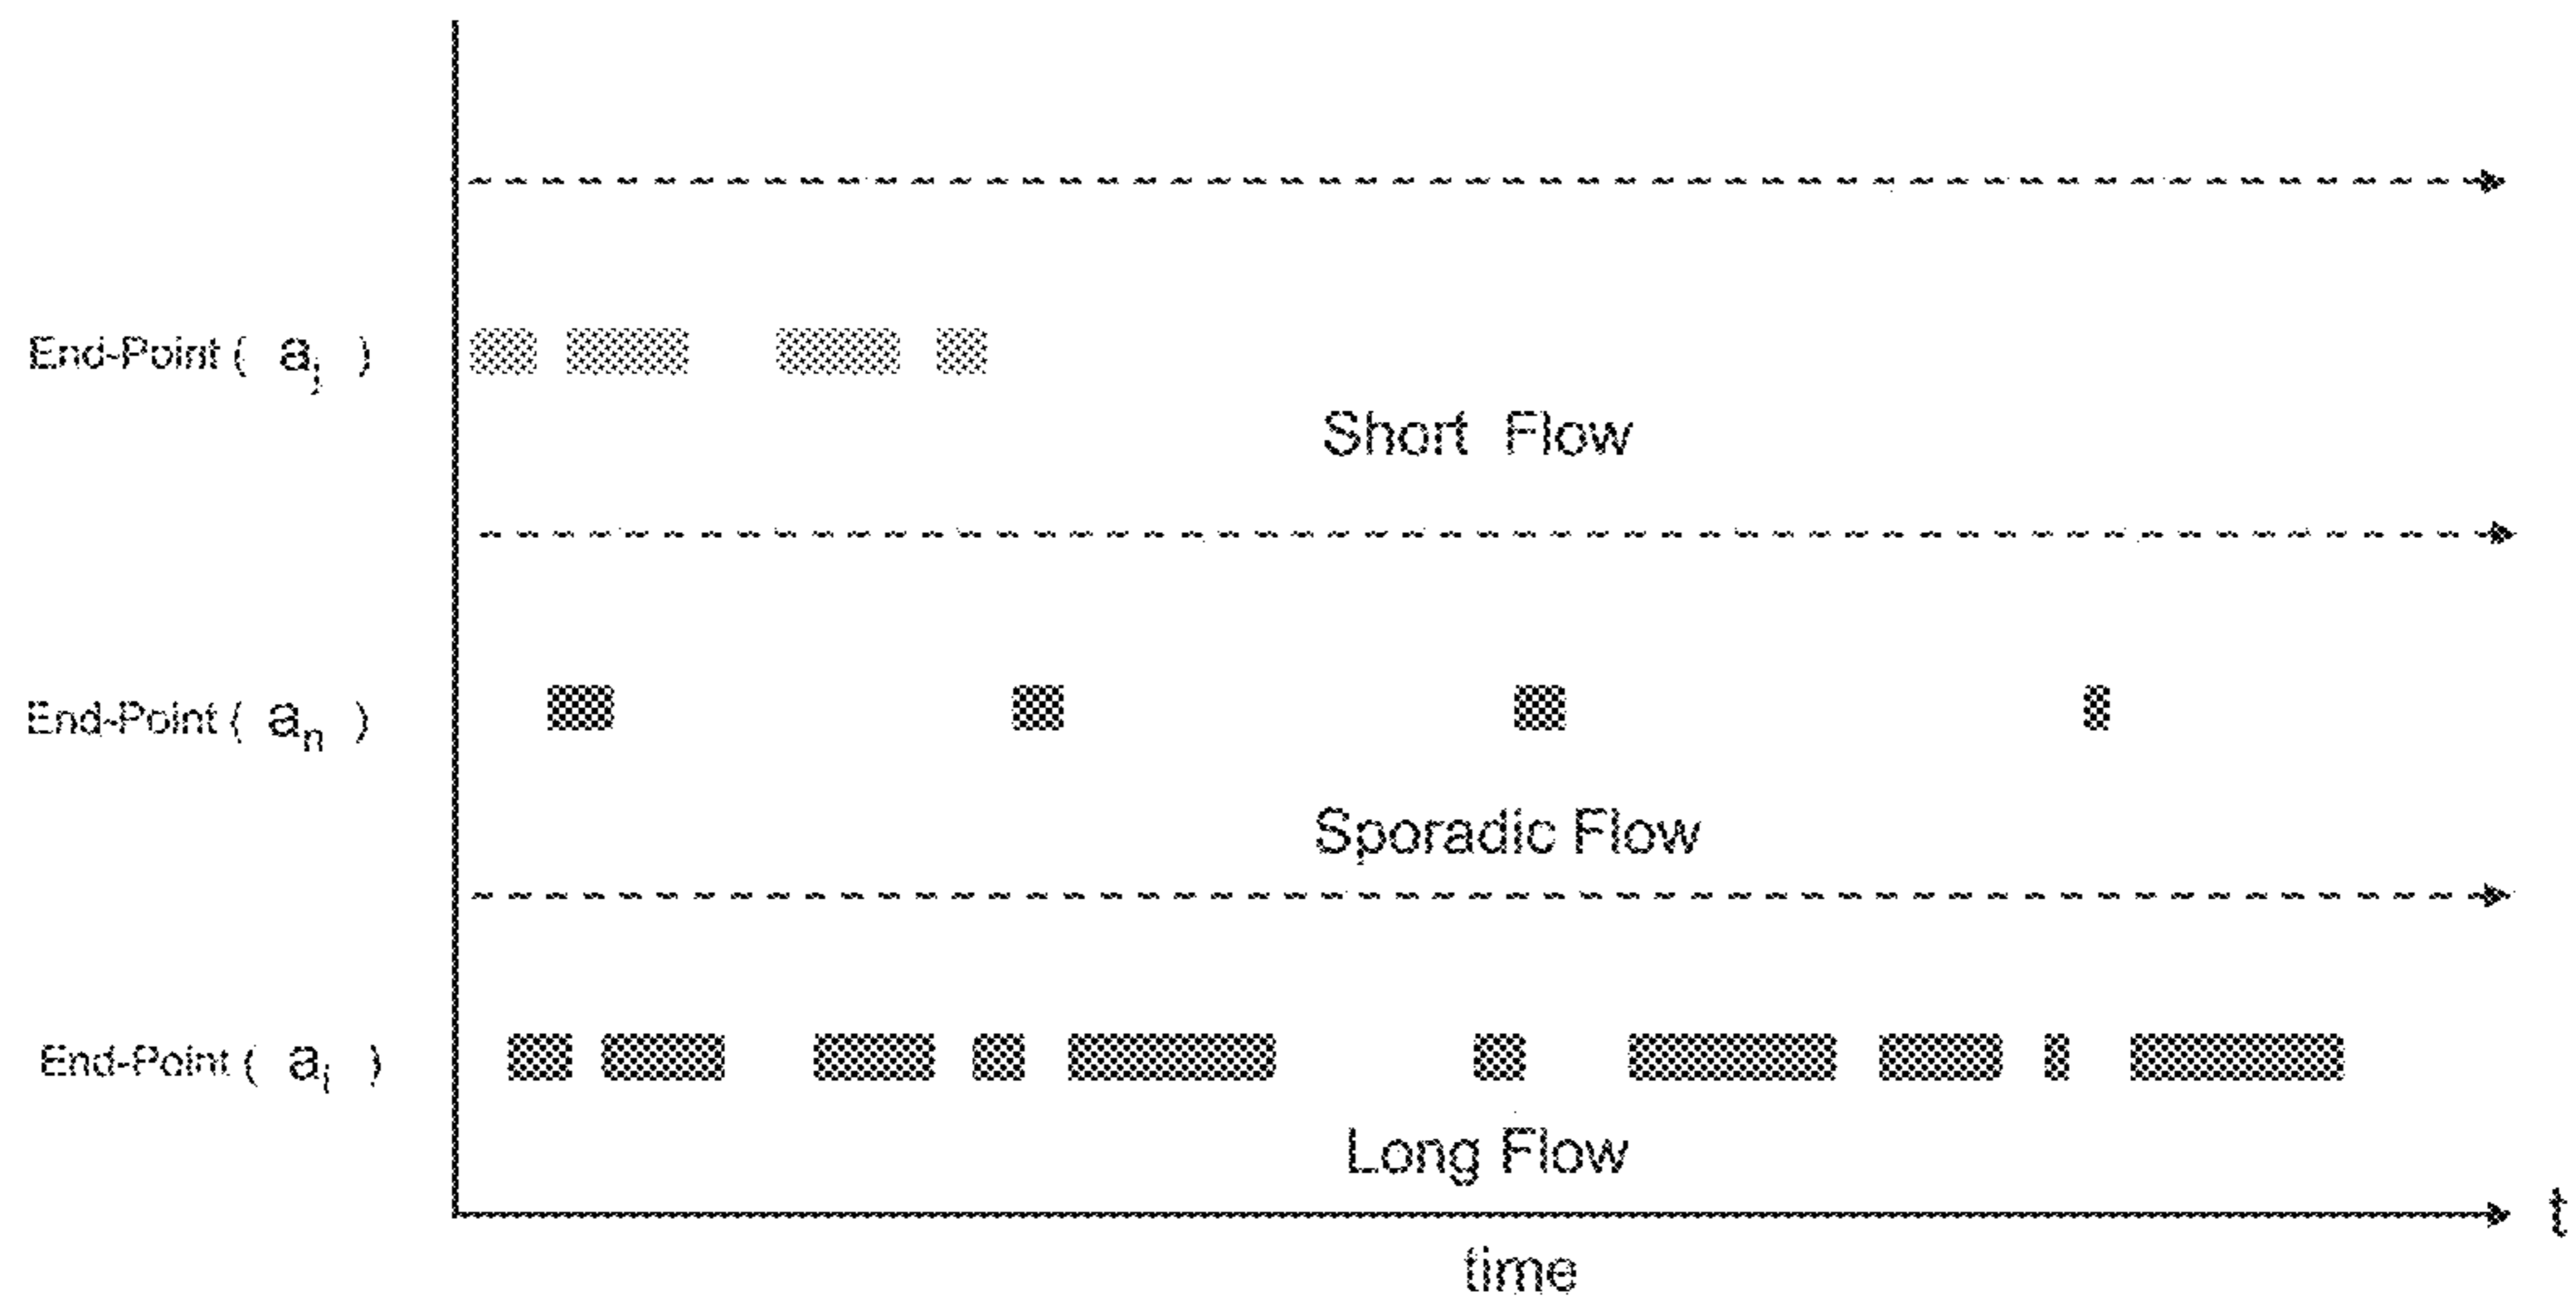 End-Point ( aj )
Short Flow
End-Point ( an )
Sporadic Flow
End-Point ( ai )
Long Flow
t
time